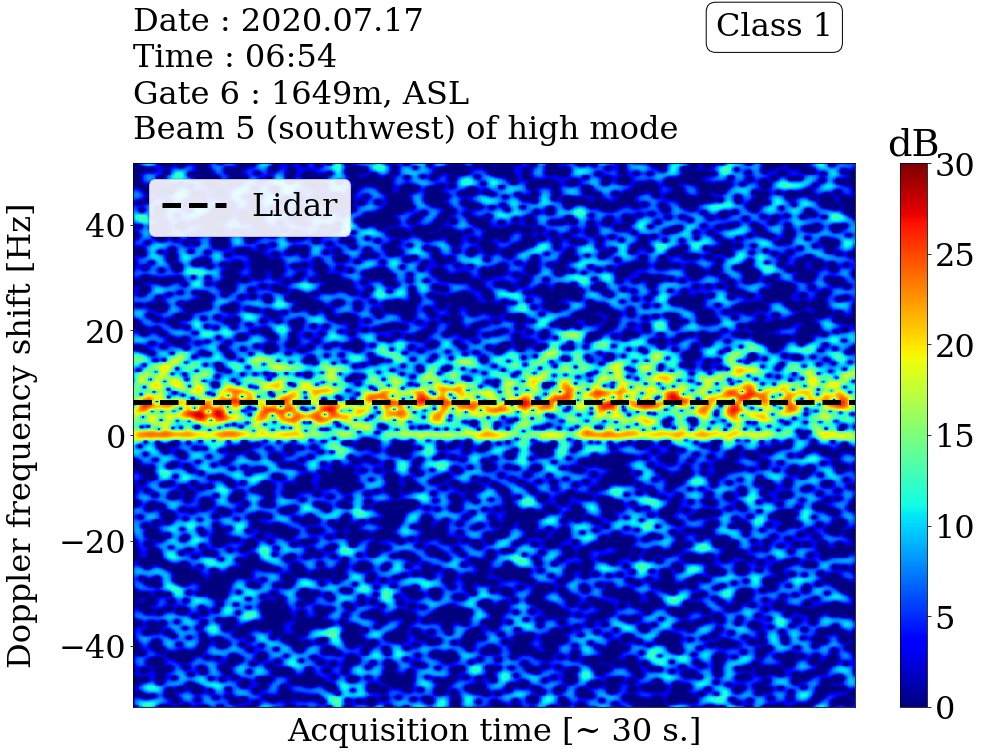 Date : 2020.07.17
Time : 06:54
Gate 6 : 1649m, ASL
Beam 5 (southwest) of high mode
Class 1
dB
Lidar
Doppler frequency shift [Hz]
40
20
0
−20
−40
Acquisition time [~ 30 s.]
30
25
20
15
10
5
0